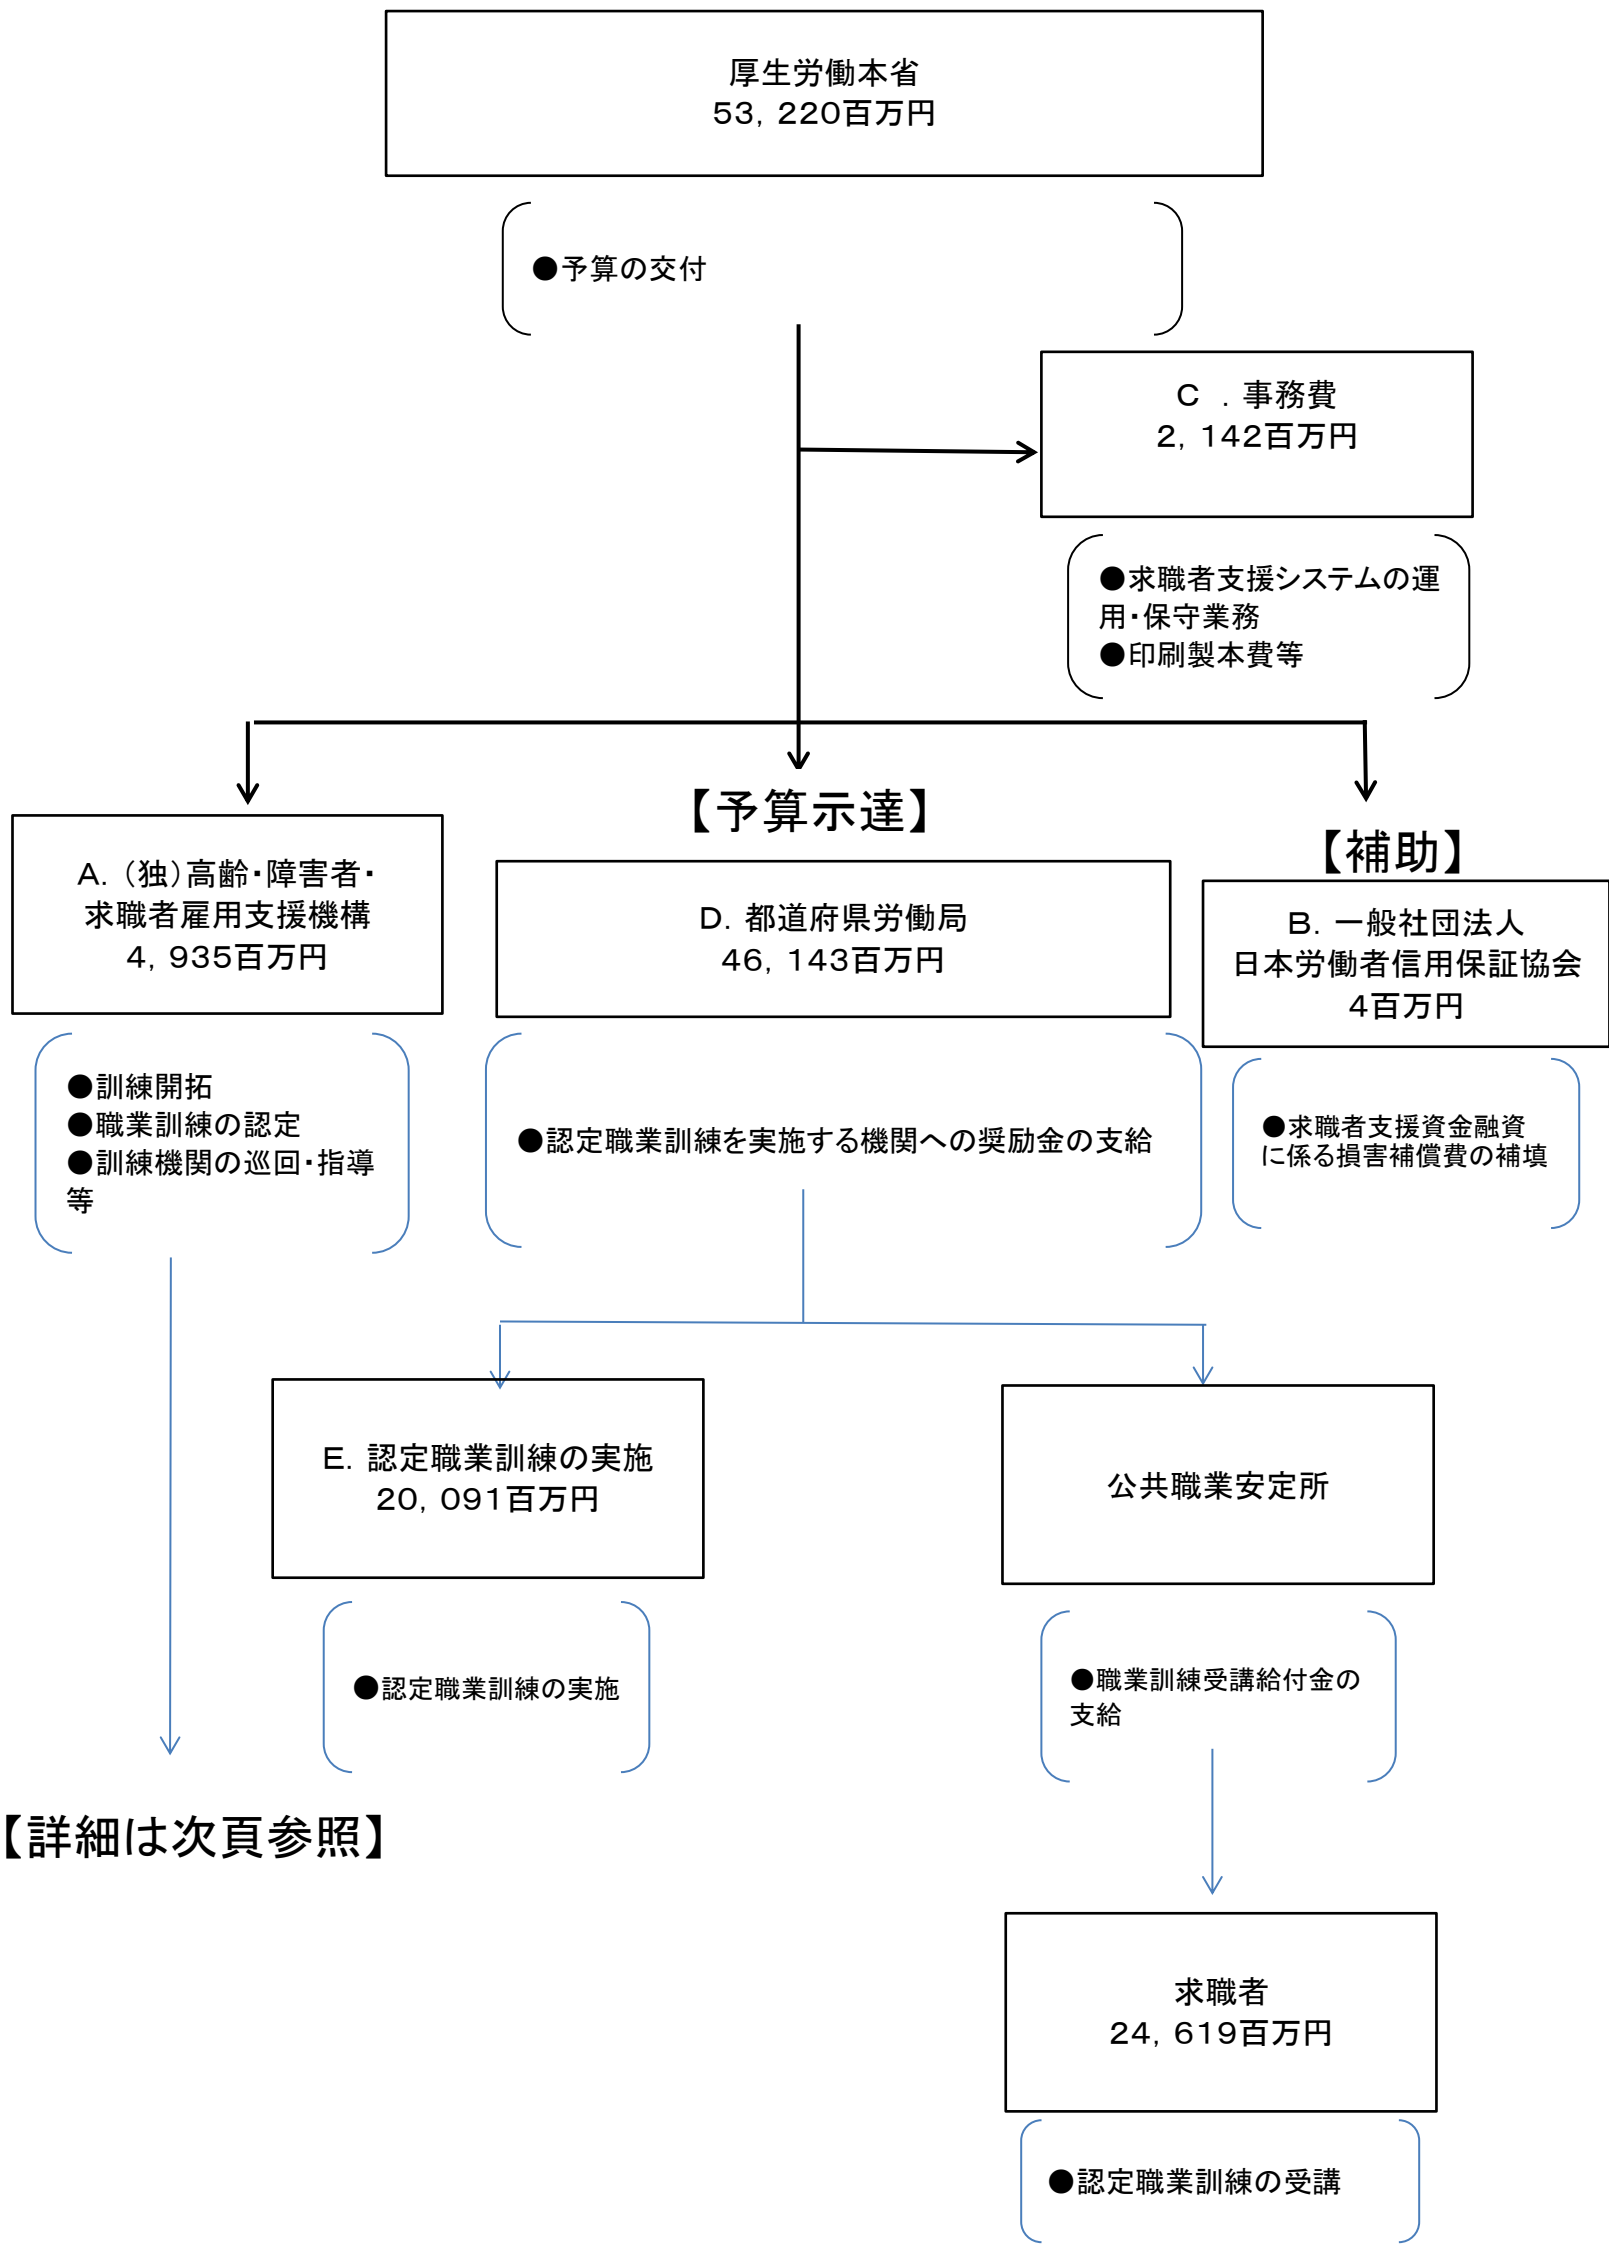 厚生労働本省
53，220百万円
●予算の交付
C　．事務費
2，142百万円
●求職者支援システムの運
用・保守業務
●印刷製本費等
【予算示達】
【補助】
A．（独）高齢・障害者・
求職者雇用支援機構
4，935百万円
D．都道府県労働局
46，143百万円
B．一般社団法人
日本労働者信用保証協会
4百万円
●訓練開拓
●職業訓練の認定
●訓練機関の巡回・指導
等
●認定職業訓練を実施する機関への奨励金の支給
●求職者支援資金融資
に係る損害補償費の補填
E．認定職業訓練の実施
20，091百万円
公共職業安定所
●認定職業訓練の実施
●職業訓練受講給付金の
支給
【詳細は次頁参照】
求職者
24，619百万円
●認定職業訓練の受講